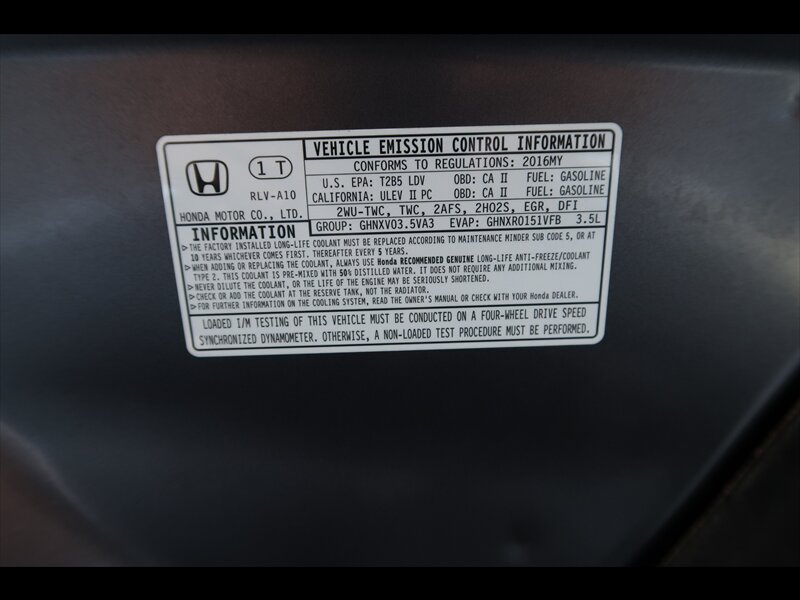 VEHICLE EMISSION CONTROL INFORMATION
1 T
RLV-A10
HONDA MOTOR CO., LTD.
CONFORMS TO REGULATIONS: 2016MY
U.S. EPA: T2B5 LDV OBD: CA II FUEL: GASOLINE
CALIFORNIA: ULEV II PC OBD: CA II FUEL: GASOLINE
2WU-TWC, TWC, 2AFS, 2HO2S, EGR, DFI
GROUP: GHNXV03.5VA3 EVAP: GHNXR0151VFB 3.5L
INFORMATION
▷THE FACTORY INSTALLED LONG-LIFE COOLANT MUST BE REPLACED ACCORDING TO MAINTENANCE MINDER SUB CODE 5, OR AT
10 YEARS WHICHEVER COMES FIRST. THEREAFTER EVERY 5 YEARS.
▷WHEN ADDING OR REPLACING THE COOLANT, ALWAYS USE Honda RECOMMENDED GENUINE LONG-LIFE ANTI-FREEZE/COOLANT
TYPE 2. THIS COOLANT IS PRE-MIXED WITH 50% DISTILLED WATER. IT DOES NOT REQUIRE ANY ADDITIONAL MIXING.
▷NEVER DILUTE THE COOLANT, OR THE LIFE OF THE ENGINE MAY BE SERIOUSLY SHORTENED.
▷CHECK OR ADD THE COOLANT AT THE RESERVE TANK, NOT THE RADIATOR.
▷FOR FURTHER INFORMATION ON THE COOLING SYSTEM, READ THE OWNER'S MANUAL OR CHECK WITH YOUR Honda DEALER.
LOADED I/M TESTING OF THIS VEHICLE MUST BE CONDUCTED ON A FOUR-WHEEL DRIVE SPEED
SYNCHRONIZED DYNAMOMETER. OTHERWISE, A NON-LOADED TEST PROCEDURE MUST BE PERFORMED.